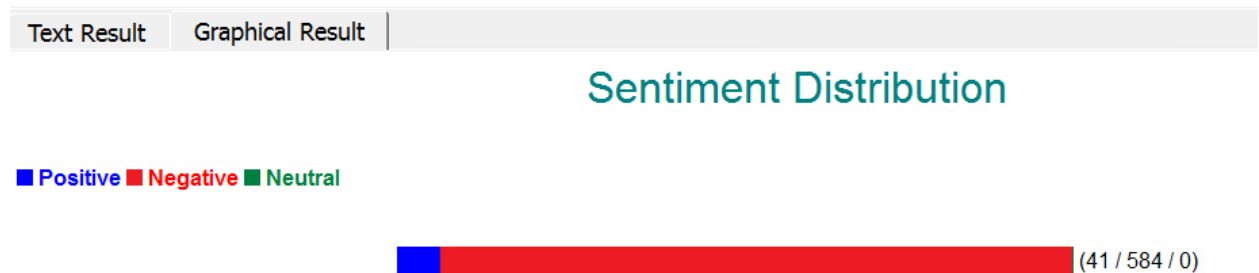 Text Result Graphical Result
Sentiment Distribution
Positive Negative Neutral
(41 / 584 / 0)